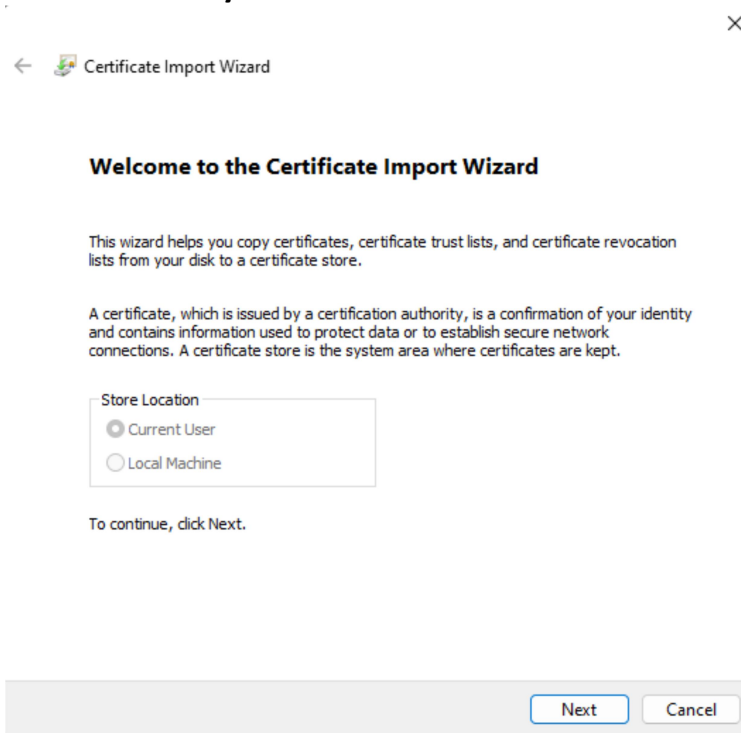 Certificate Import Wizard
Welcome to the Certificate Import Wizard
This wizard helps you copy certificates, certificate trust lists, and certificate revocation
lists from your disk to a certificate store.
A certificate, which is issued by a certification authority, is a confirmation of your identity
and contains information used to protect data or to establish secure network
connections. A certificate store is the system area where certificates are kept.
Store Location
Current User
Local Machine
To continue, click Next.
Next Cancel